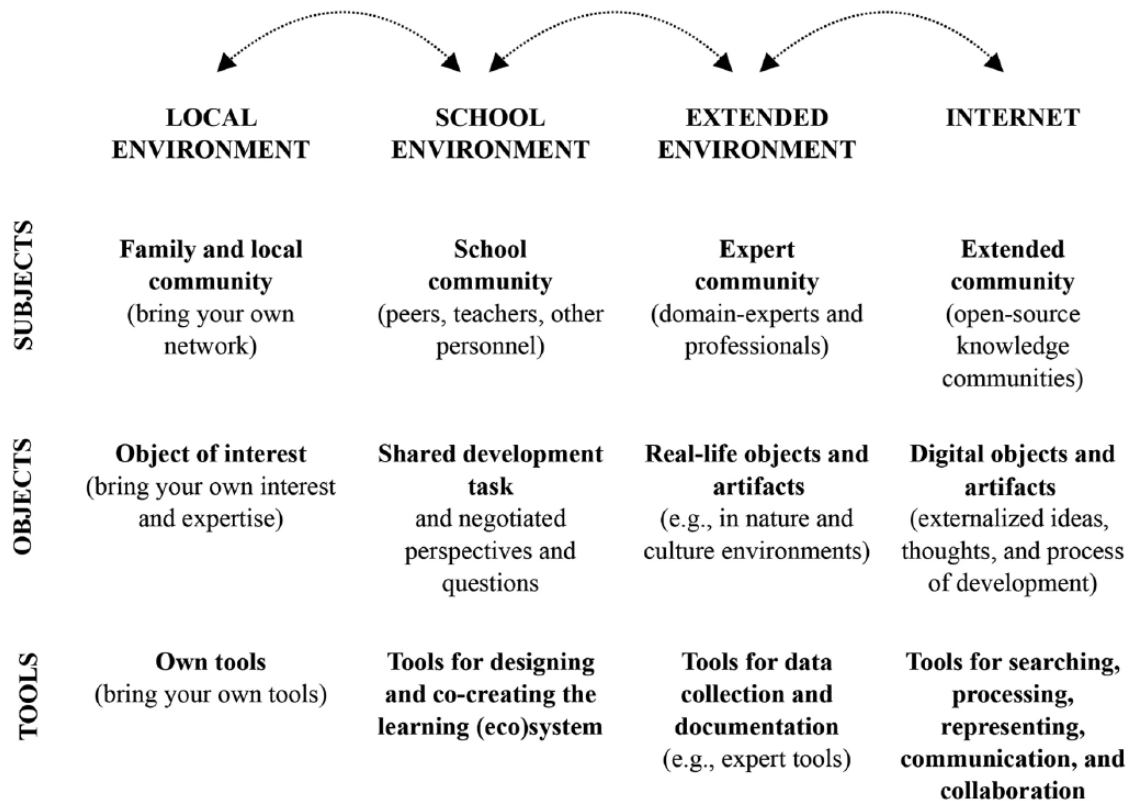 LOCAL
ENVIRONMENT
SCHOOL
ENVIRONMENT
EXTENDED
ENVIRONMENT
INTERNET
SUBJECTS
Family and local
community
(bring your own
network)
School
community
(peers, teachers, other
personnel)
Expert
community
(domain-experts and
professionals)
Extended
community
(open-source
knowledge
communities)
OBJECTS
Object of interest
(bring your own interest
and expertise)
Shared development
task
and negotiated
perspectives and
questions
Real-life objects and
artifacts
(e.g., in nature and
culture environments)
Digital objects and
artifacts
(externalized ideas,
thoughts, and process
of development)
TOOLS
Own tools
(bring your own tools)
Tools for designing
and co-creating the
learning (eco)system
Tools for data
collection and
documentation
(e.g., expert tools)
Tools for searching,
processing,
representing,
communication, and
collaboration